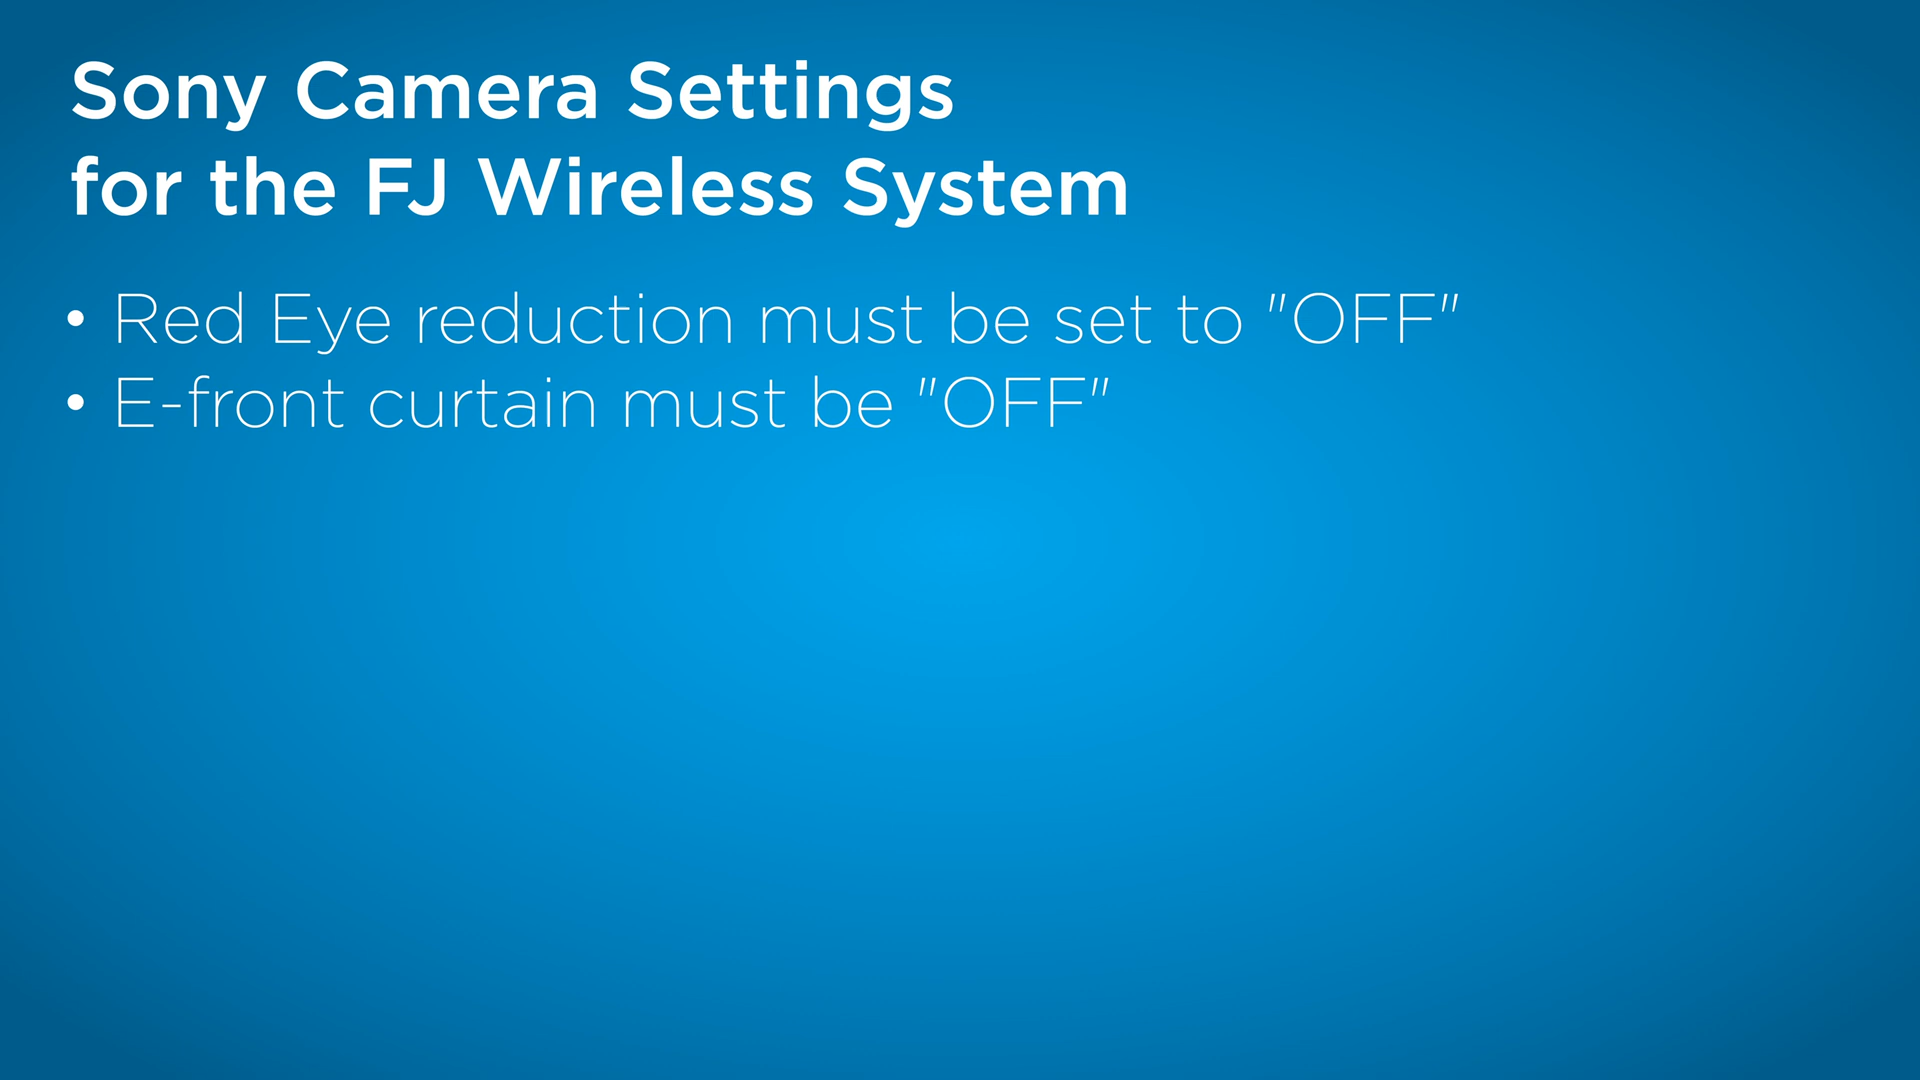 Sony Camera Settings
for the FJ Wireless System
• Red Eye reduction must be set to "OFF"
• E-front curtain must be "OFF"